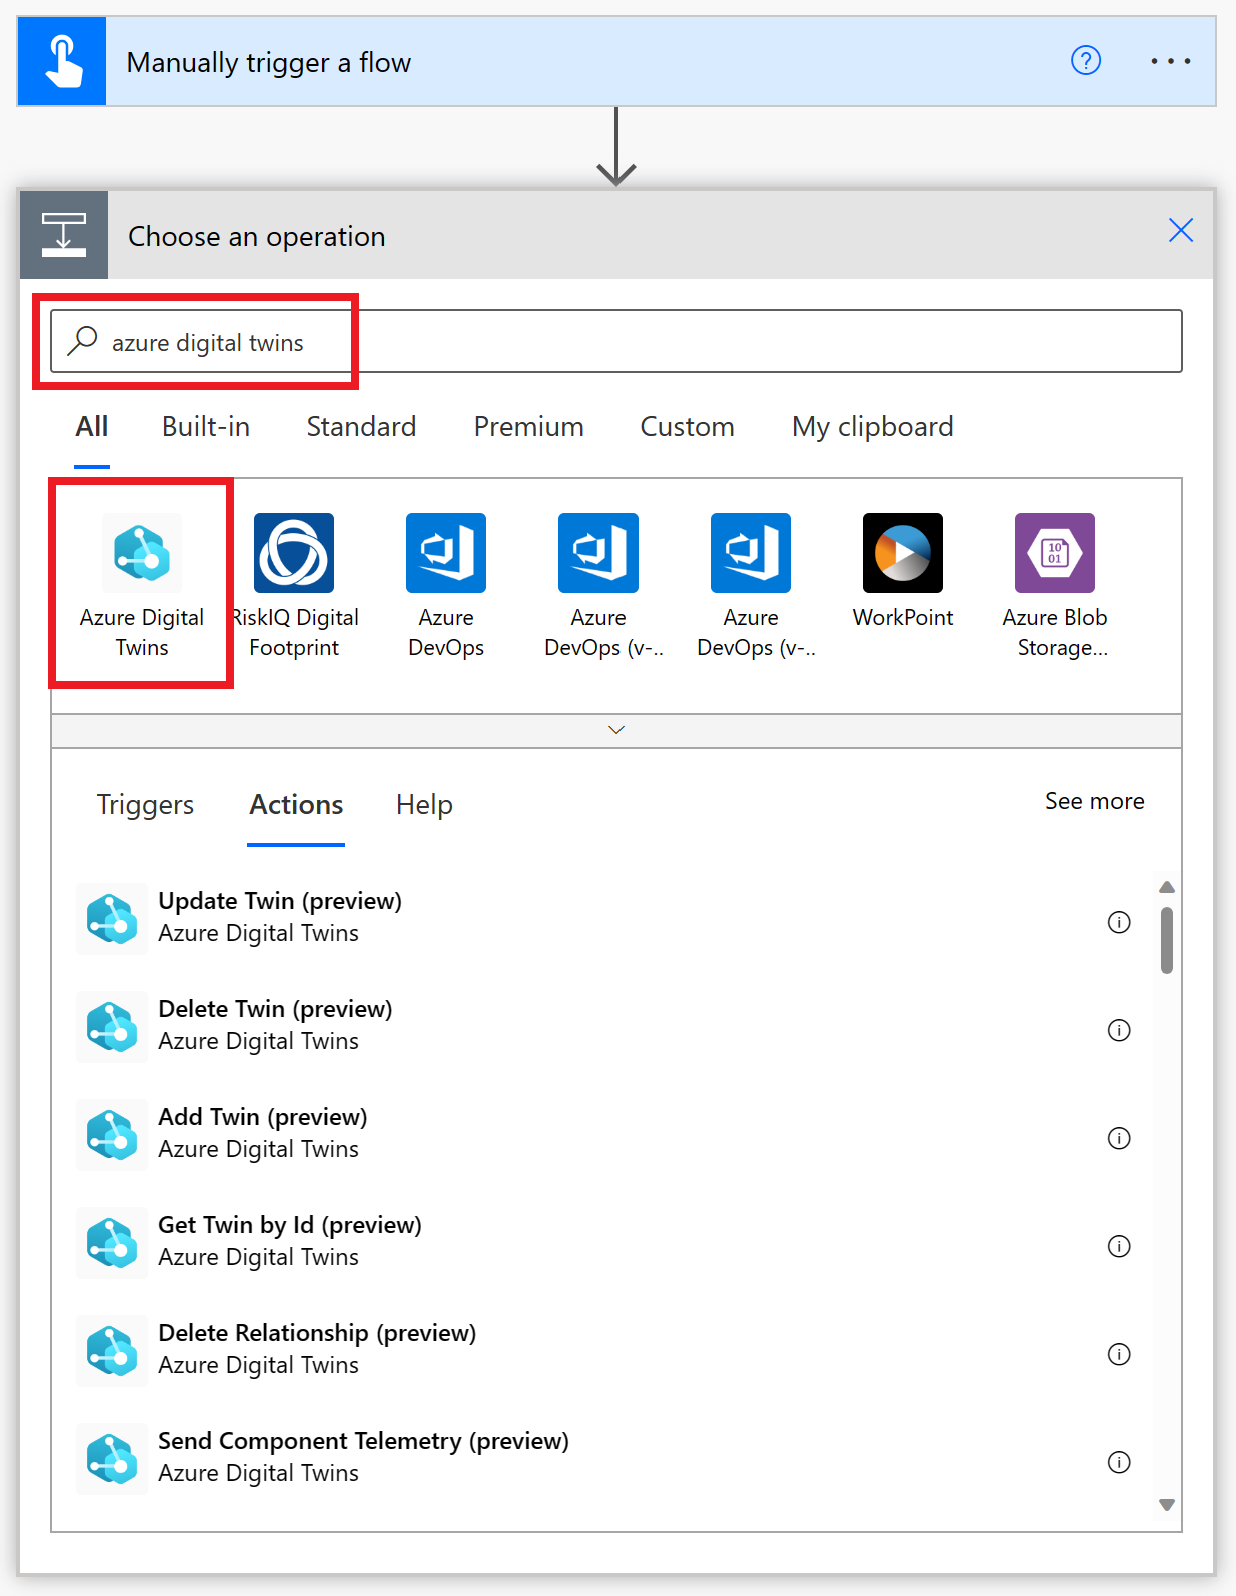 Manually trigger a flow
Choose an operation
azure digital twins
All Built-in Standard Premium Custom My clipboard
Azure Digital Twins
RiskIQ Digital Footprint
Azure DevOps
Azure DevOps (v-..
Azure DevOps (v-..
WorkPoint
Azure Blob Storage...
Triggers Actions Help See more
Update Twin (preview)
Azure Digital Twins
Delete Twin (preview)
Azure Digital Twins
Add Twin (preview)
Azure Digital Twins
Get Twin by Id (preview)
Azure Digital Twins
Delete Relationship (preview)
Azure Digital Twins
Send Component Telemetry (preview)
Azure Digital Twins